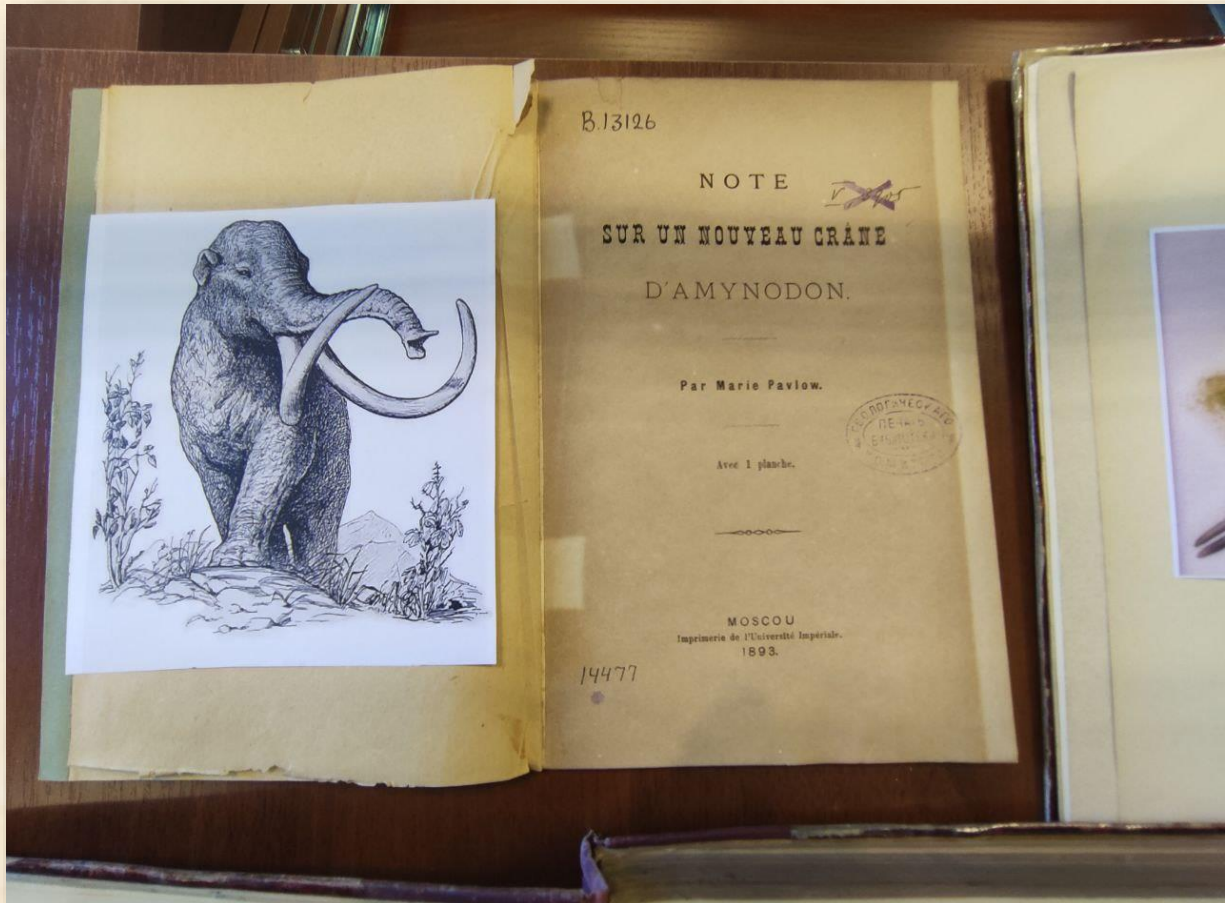 B.13126
NOTE
SUR UN NOUVEAU CRÂNE
D'AMYNODON.
Par Marie Pavlow.
ПЕЧАТЬ
Avec 1 planche.
MOSCOU
Imprimerie de l'Université Impériale.
1893.
14477